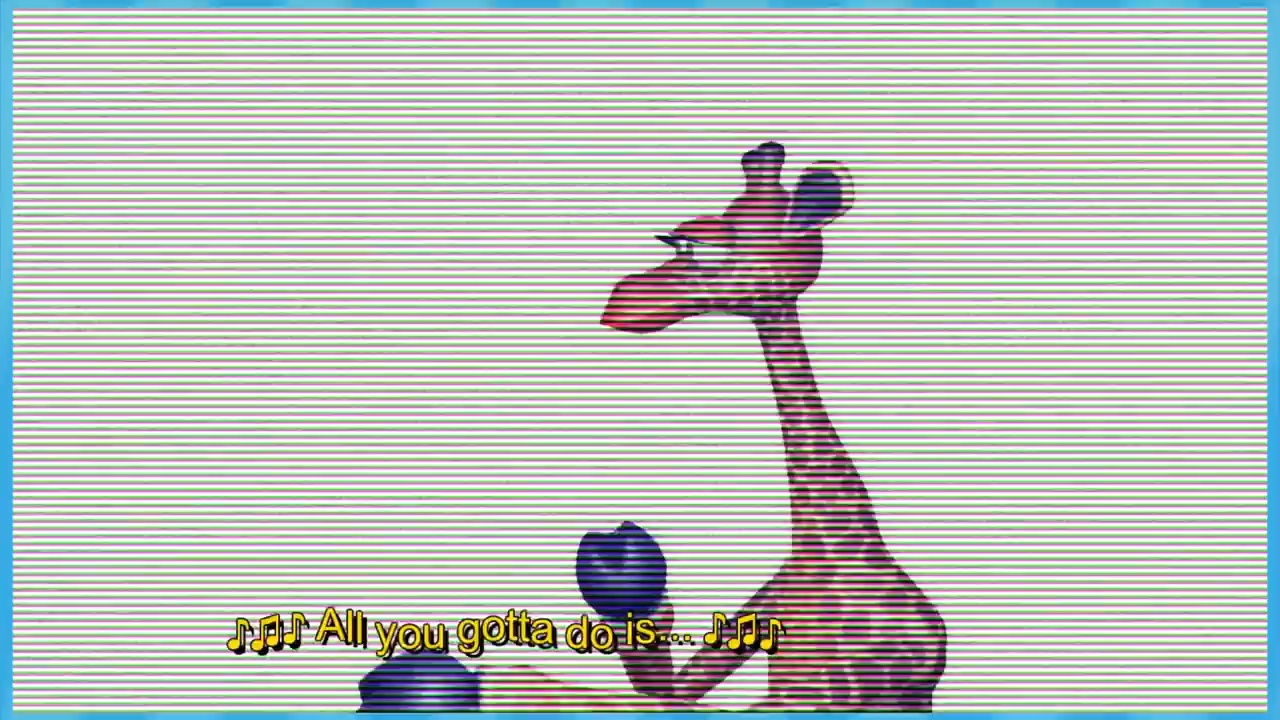 ♪♫♪ All you gotta do is... ♪♫♪